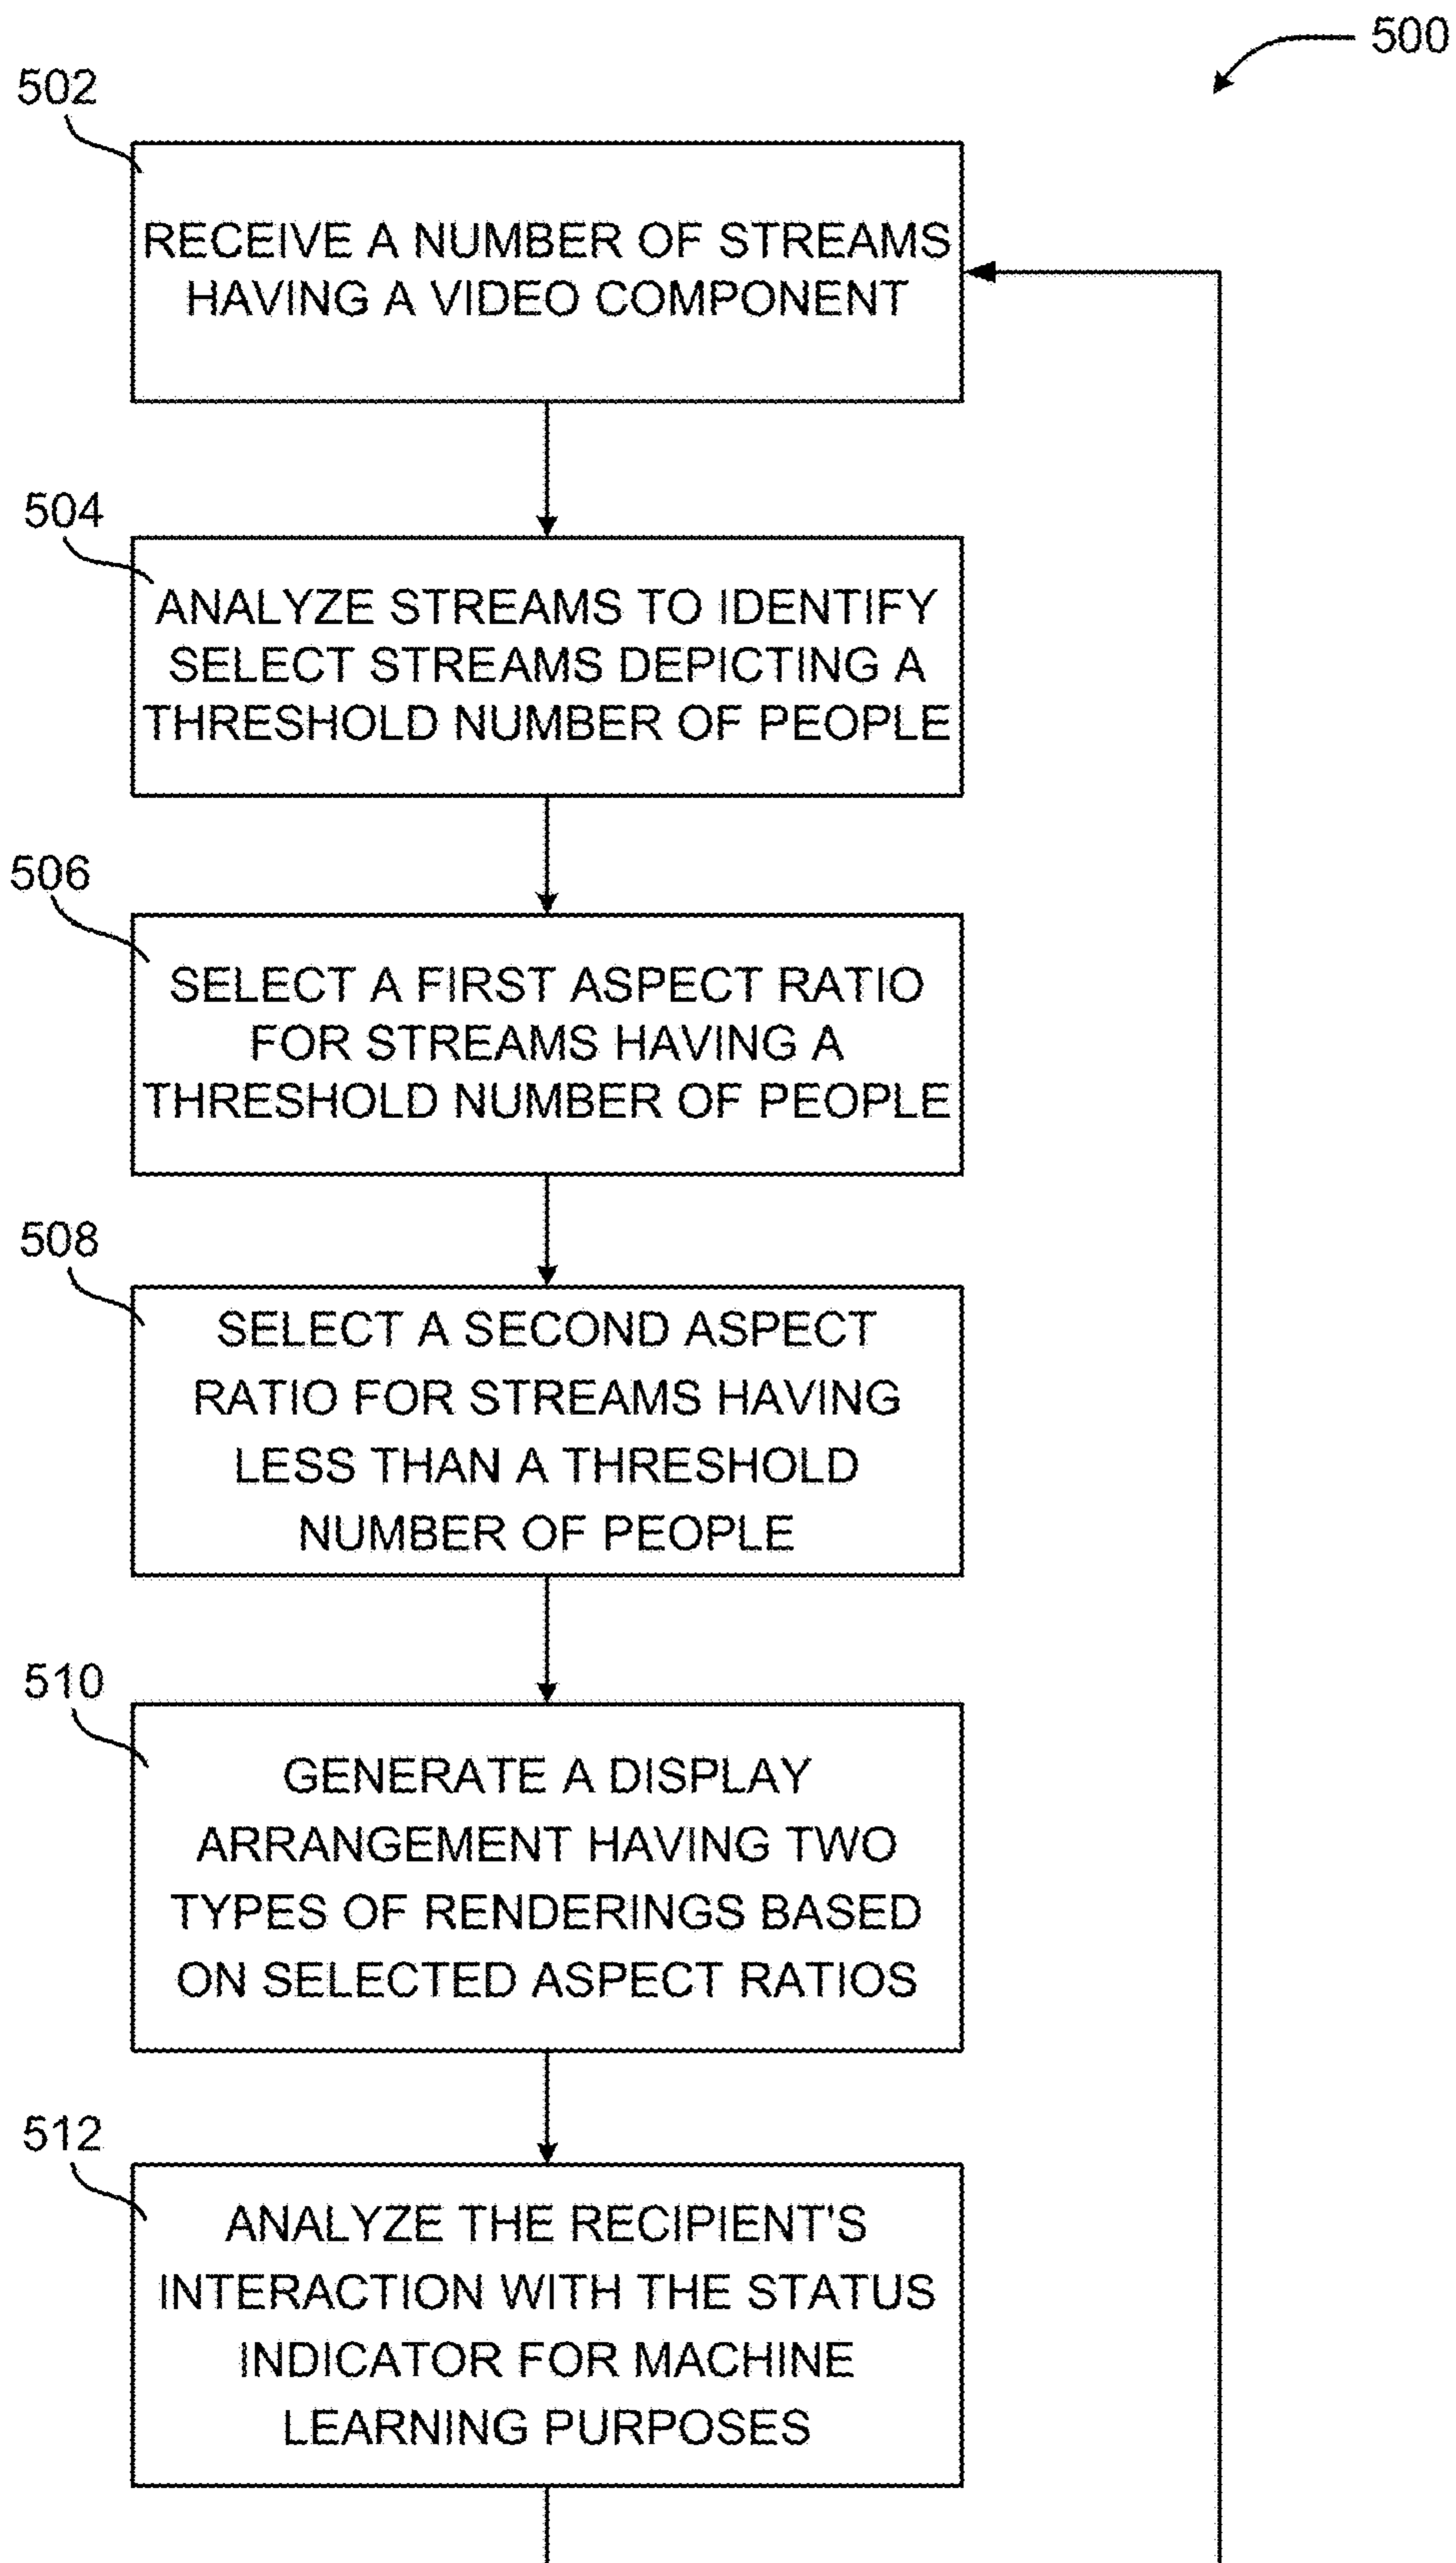 500
502
RECEIVE A NUMBER OF STREAMS
HAVING A VIDEO COMPONENT
504
ANALYZE STREAMS TO IDENTIFY
SELECT STREAMS DEPICTING A
THRESHOLD NUMBER OF PEOPLE
506
SELECT A FIRST ASPECT RATIO
FOR STREAMS HAVING A
THRESHOLD NUMBER OF PEOPLE
508
SELECT A SECOND ASPECT
RATIO FOR STREAMS HAVING
LESS THAN A THRESHOLD
NUMBER OF PEOPLE
510
GENERATE A DISPLAY
ARRANGEMENT HAVING TWO
TYPES OF RENDERINGS BASED
ON SELECTED ASPECT RATIOS
512
ANALYZE THE RECIPIENT'S
INTERACTION WITH THE STATUS
INDICATOR FOR MACHINE
LEARNING PURPOSES